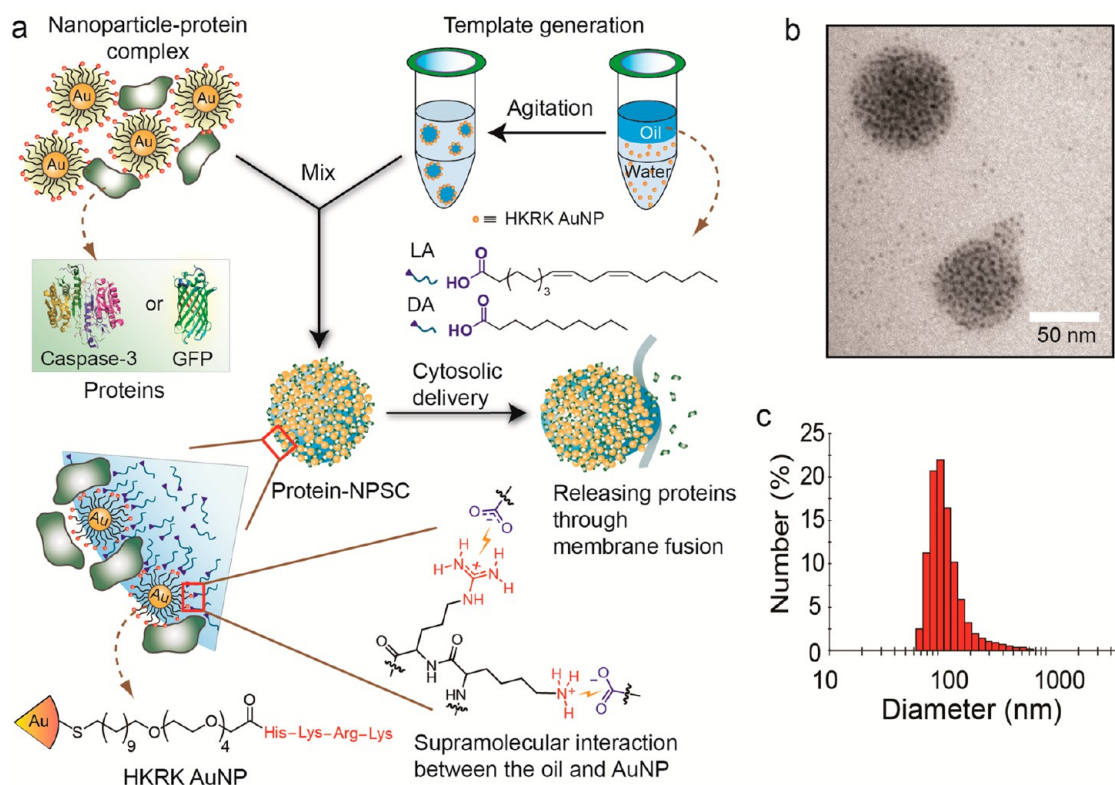 a
Nanoparticle-protein
complex
Au
Au
Au
Au
Template generation
Agitation
Oil
Water
≡ HKRK AuNP
Mix
LA
O
HO
3
DA
O
HO
Caspase-3
or
GFP
Proteins
Cytosolic
delivery
Protein-NPSC
Releasing proteins
through
membrane fusion
Au
Au
O
O
H
H
N
+
N
H
H
N
H
O
N
H
O
N
H
H
N
+
H
H
O
O
Au
S
9
O
O
4
O
His-Lys-Arg-Lys
HKRK AuNP
Supramolecular interaction
between the oil and AuNP
b
50 nm
c
Number (%)
25
20
15
10
5
0
10
100
1000
Diameter (nm)